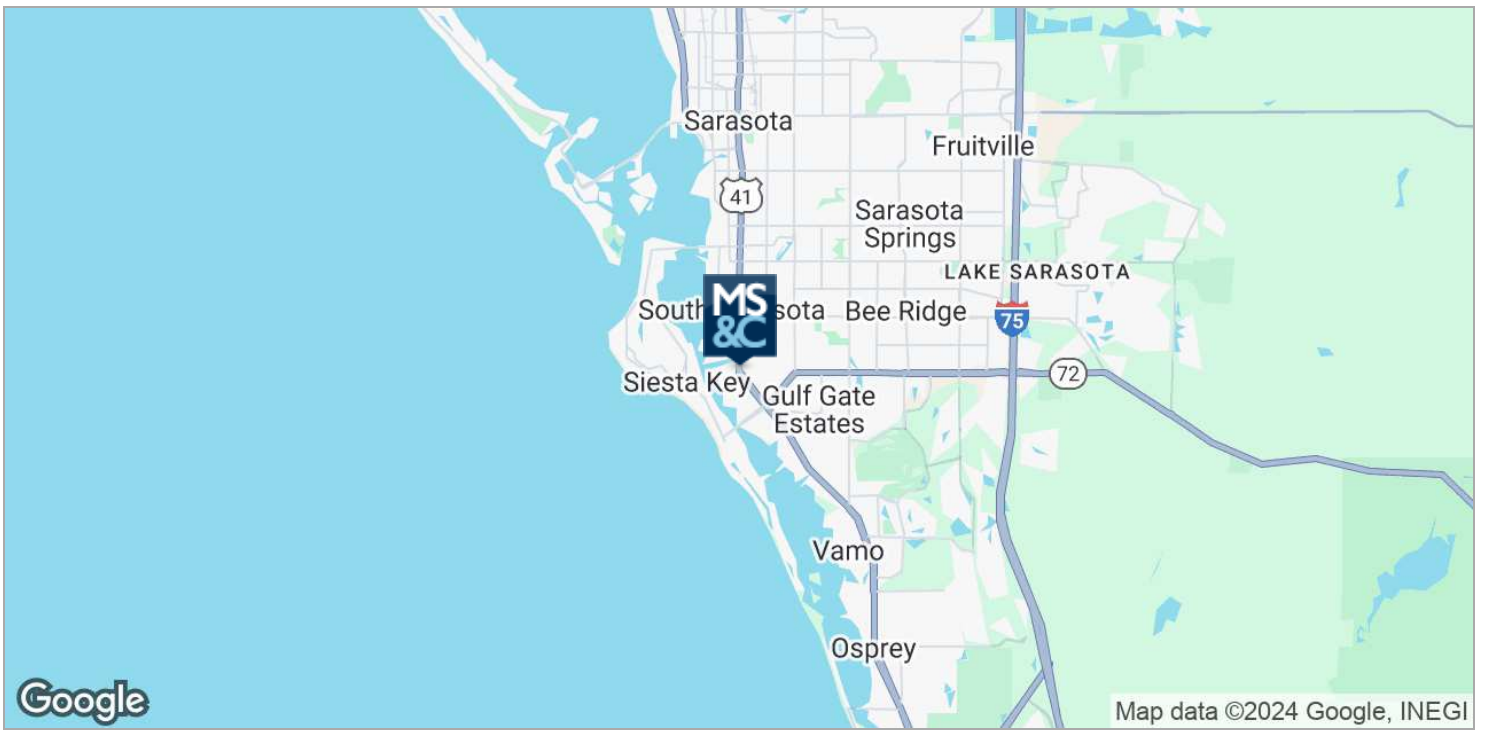 Sarasota
Fruitville
41
Sarasota
Springs
LAKE SARASOTA
MS
&C
South
sota
Bee Ridge
75
72
Siesta Key
Gulf Gate
Estates
Vamo
Osprey
Google
Map data ©2024 Google, INEGI